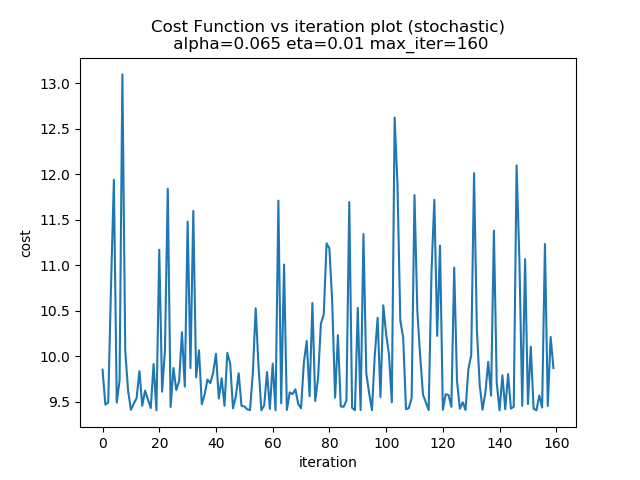 Cost Function vs iteration plot (stochastic)
alpha=0.065 eta=0.01 max_iter=160
13.0
12.5
12.0
11.5
11.0
10.5
10.0
9.5
cost
0 20 40 60 80 100 120 140 160
iteration